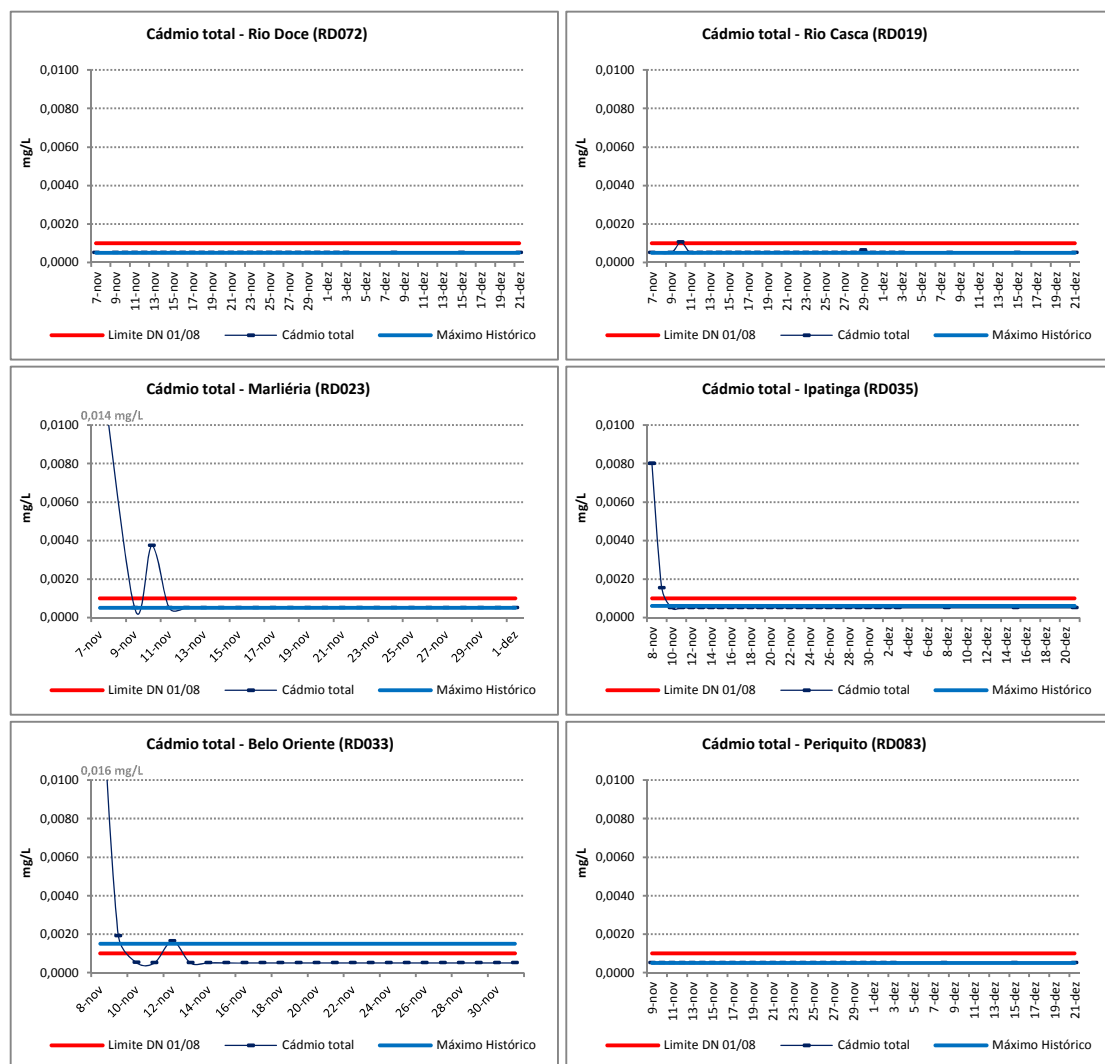 Cádmio total - Rio Doce (RD072)
mg/L
0,0100
0,0080
0,0060
0,0040
0,0020
0,0000
7-nov 9-nov 11-nov 13-nov 15-nov 17-nov 19-nov 21-nov 23-nov 25-nov 27-nov 29-nov 1-dez 3-dez 5-dez 7-dez 9-dez 11-dez 13-dez 15-dez 17-dez 19-dez 21-dez
Limite DN 01/08 Cádmio total Máximo Histórico
Cádmio total - Rio Casca (RD019)
mg/L
0,0100
0,0080
0,0060
0,0040
0,0020
0,0000
7-nov 9-nov 11-nov 13-nov 15-nov 17-nov 19-nov 21-nov 23-nov 25-nov 27-nov 29-nov 1-dez 3-dez 5-dez 7-dez 9-dez 11-dez 13-dez 15-dez 17-dez 19-dez 21-dez
Limite DN 01/08 Cádmio total Máximo Histórico
Cádmio total - Marliéria (RD023)
0,014 mg/L
mg/L
0,0100
0,0080
0,0060
0,0040
0,0020
0,0000
7-nov 9-nov 11-nov 13-nov 15-nov 17-nov 19-nov 21-nov 23-nov 25-nov 27-nov 29-nov 1-dez
Limite DN 01/08 Cádmio total Máximo Histórico
Cádmio total - Ipatinga (RD035)
mg/L
0,0100
0,0080
0,0060
0,0040
0,0020
0,0000
8-nov 10-nov 12-nov 14-nov 16-nov 18-nov 20-nov 22-nov 24-nov 26-nov 28-nov 30-nov 2-dez 4-dez 6-dez 8-dez 10-dez 12-dez 14-dez 16-dez 18-dez 20-dez
Limite DN 01/08 Cádmio total Máximo Histórico
Cádmio total - Belo Oriente (RD033)
0,016 mg/L
mg/L
0,0100
0,0080
0,0060
0,0040
0,0020
0,0000
8-nov 10-nov 12-nov 14-nov 16-nov 18-nov 20-nov 22-nov 24-nov 26-nov 28-nov 30-nov
Limite DN 01/08 Cádmio total Máximo Histórico
Cádmio total - Periquito (RD083)
mg/L
0,0100
0,0080
0,0060
0,0040
0,0020
0,0000
9-nov 11-nov 13-nov 15-nov 17-nov 19-nov 21-nov 23-nov 25-nov 27-nov 29-nov 1-dez 3-dez 5-dez 7-dez 9-dez 11-dez 13-dez 15-dez 17-dez 19-dez 21-dez
Limite DN 01/08 Cádmio total Máximo Histórico